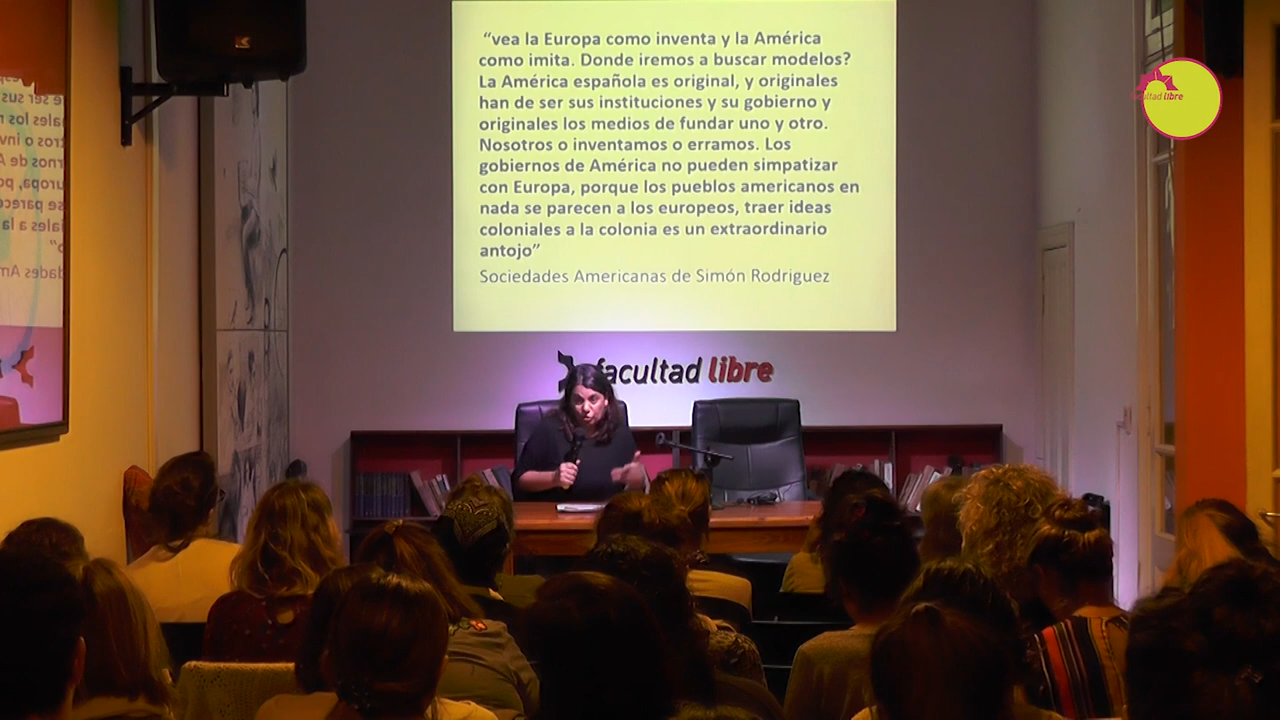 “vea la Europa como inventa y la América
como imita. Donde iremos a buscar modelos?
La América española es original, y originales
han de ser sus instituciones y su gobierno y
originales los medios de fundar uno y otro.
Nosotros o inventamos o erramos. Los
gobiernos de América no pueden simpatizar
con Europa, porque los pueblos americanos en
nada se parecen a los europeos, traer ideas
coloniales a la colonia es un extraordinario
antojo”
Sociedades Americanas de Simón Rodriguez
facultad libre
facultad libre